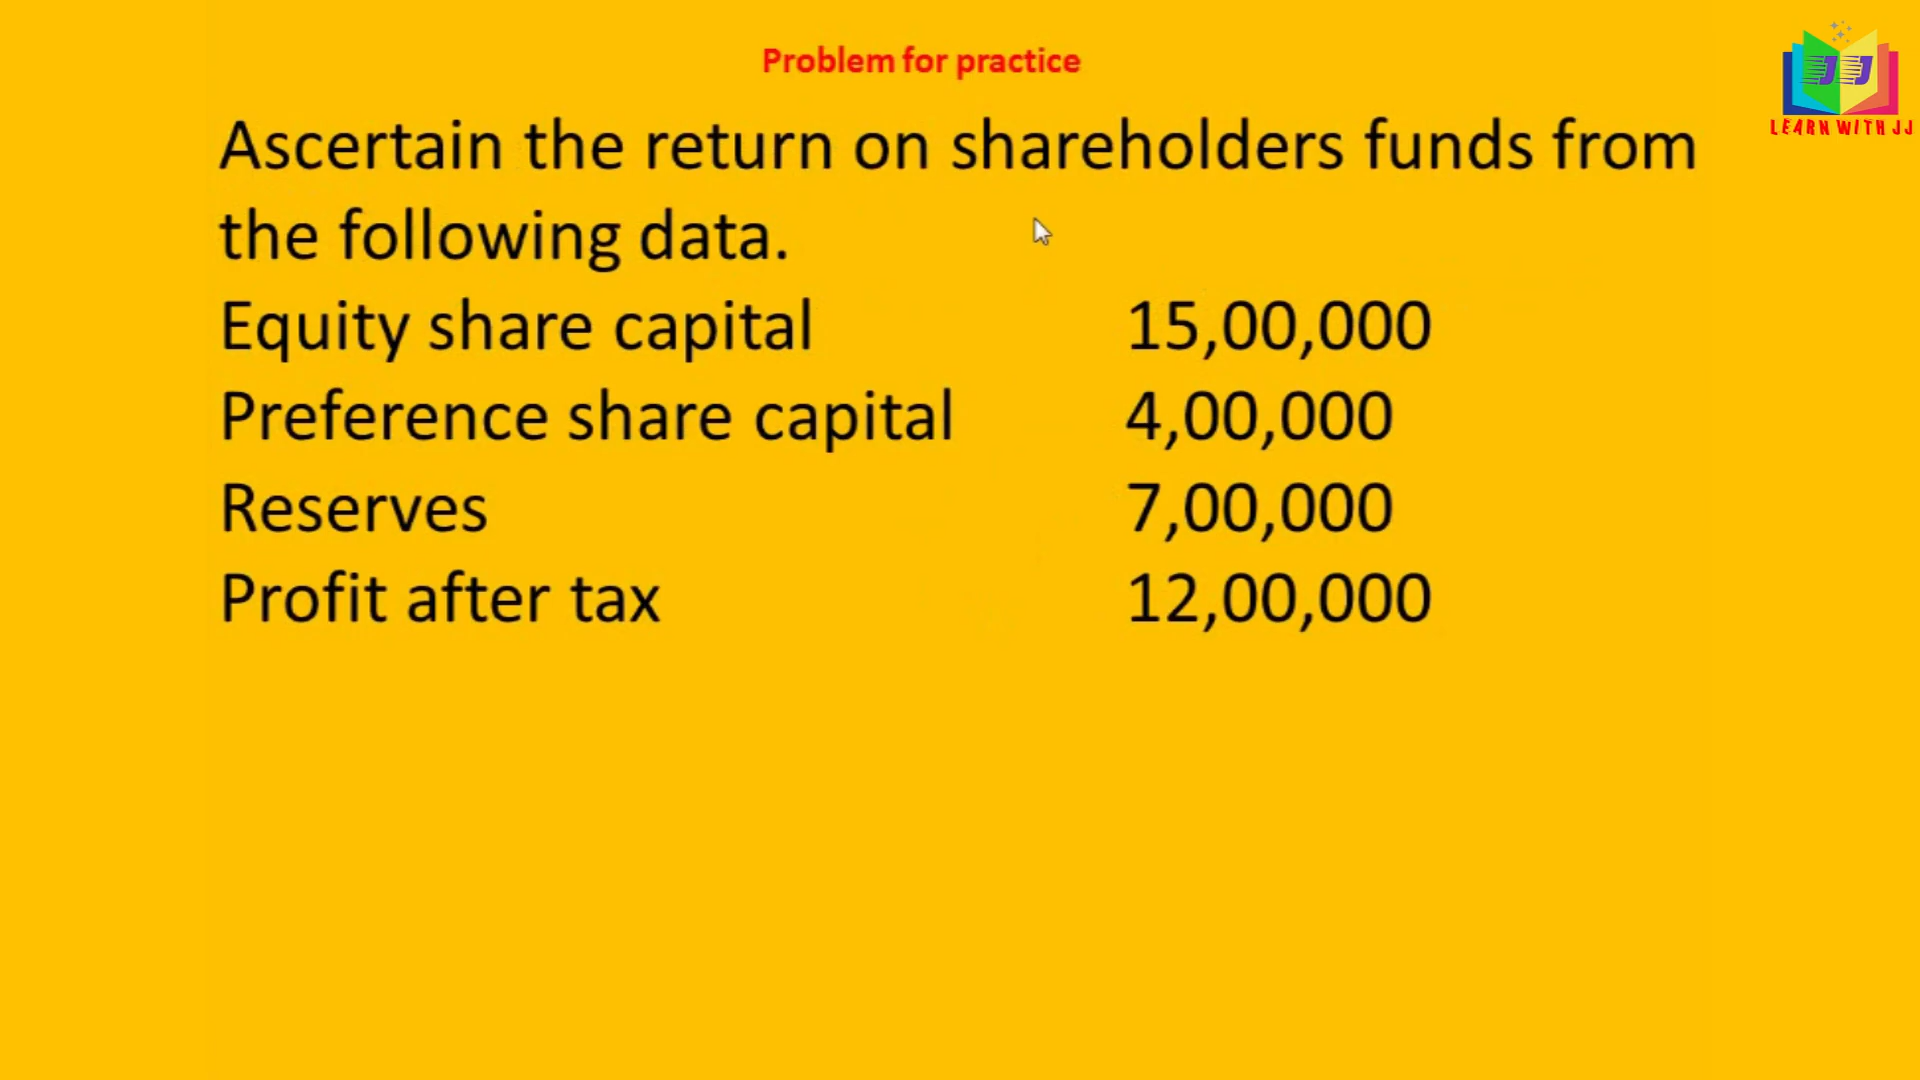 Problem for practice
JJ
LEARN WITH JJ
Ascertain the return on shareholders funds from
the following data.
Equity share capital 15,00,000
Preference share capital 4,00,000
Reserves 7,00,000
Profit after tax 12,00,000